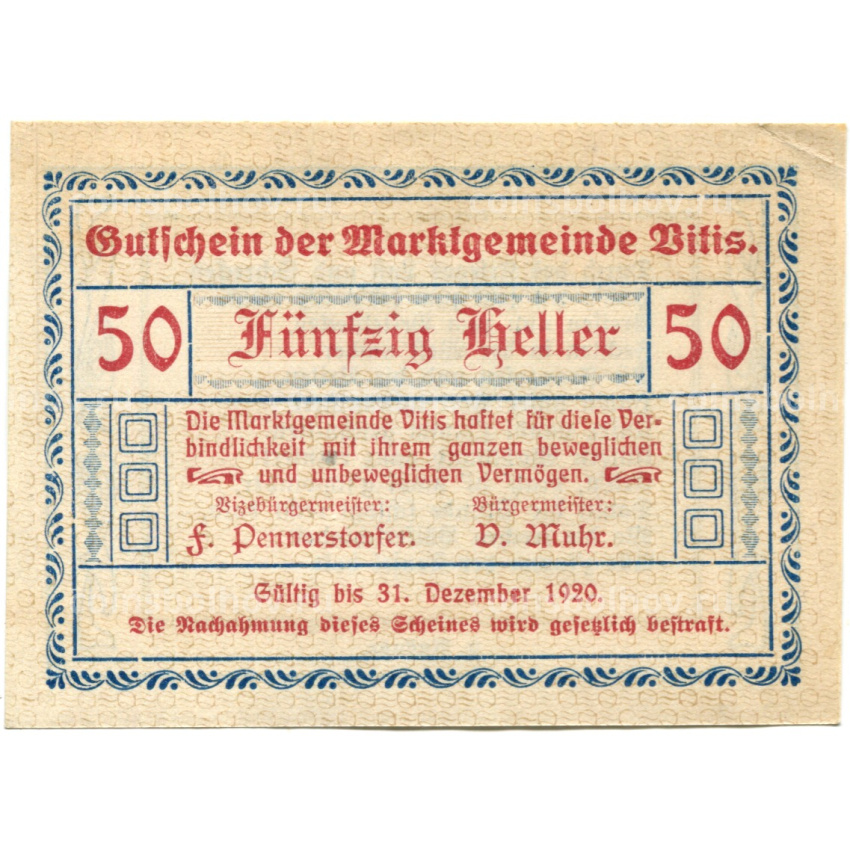 Gutschein der Marktgemeinde Vitis.
50 Fünfzig Heller 50
Die Marktgemeinde Vitis haftet für diese Ver-
bindlichkeit mit ihrem ganzen beweglichen
und unbeweglichen Vermögen.
Vizebürgermeister: Bürgermeister:
F. Pennerstorfer. D. Muhr.
Gültig bis 31. Dezember 1920.
Die Nachahmung dieses Scheines wird gesetzlich bestraft.